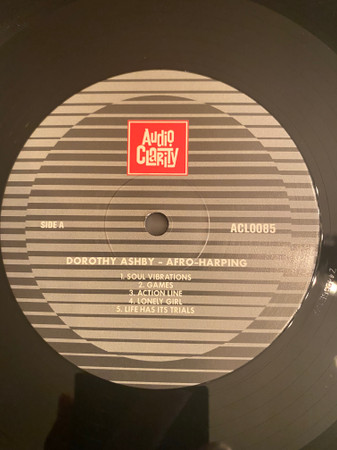 AUDIO
CLARITY
SIDE A
ACL0085
DOROTHY ASHBY – AFRO-HARPING
1. SOUL VIBRATIONS
2. GAMES
3. ACTION LINE
4. LONELY GIRL
5. LIFE HAS ITS TRIALS